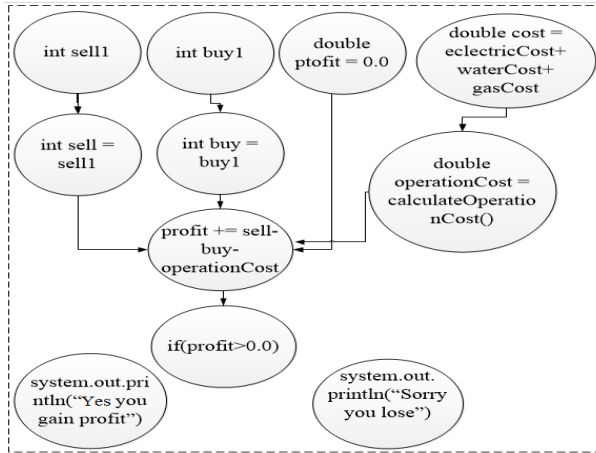 int sell1
int buy1
double
ptofit = 0.0
double cost =
eclectricCost+
waterCost+
gasCost
int sell =
sell1
int buy =
buy1
double
operationCost =
calculateOperatio
nCost()
profit += sell-
buy-
operationCost
if(profit>0.0)
system.out.pri
ntln(“Yes you
gain profit”)
system.out.
println(“Sorry
you lose”)